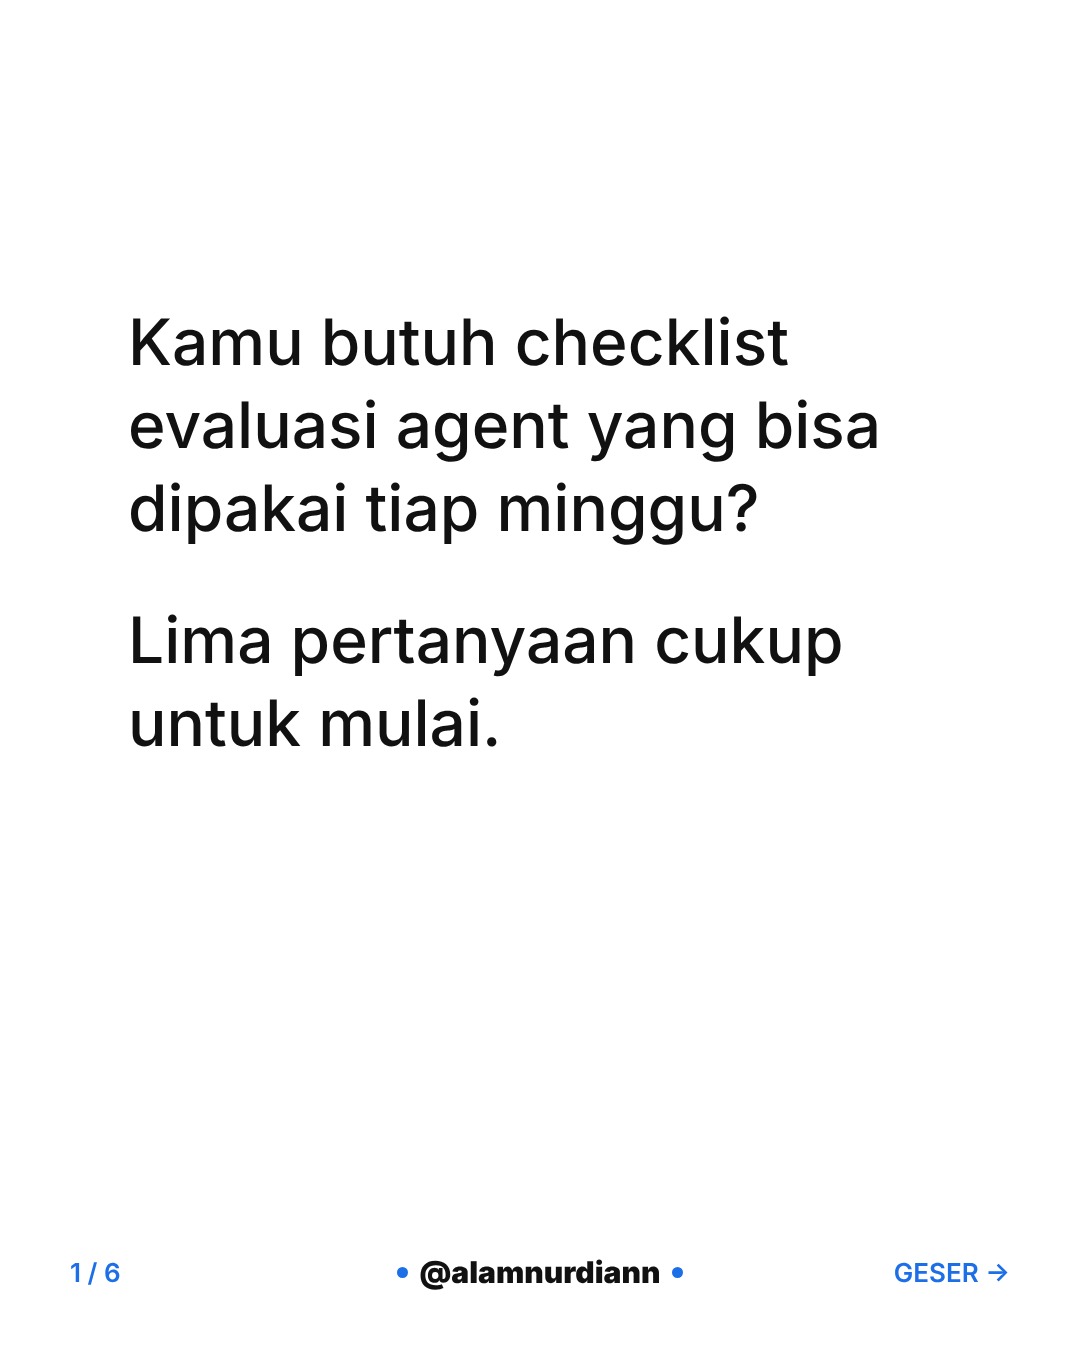 Kamu butuh checklist
evaluasi agent yang bisa
dipakai tiap minggu?
Lima pertanyaan cukup
untuk mulai.
1 / 6
• @alamnurdiann •
GESER →